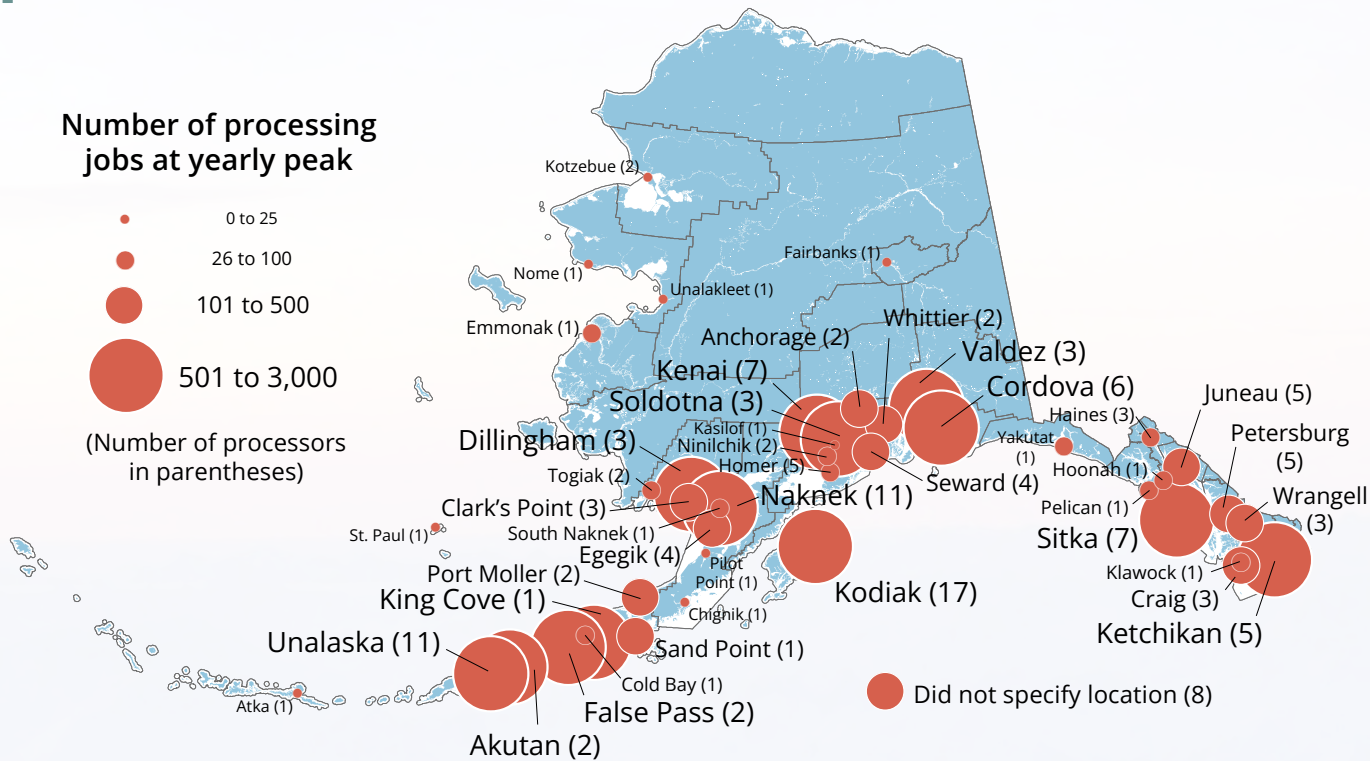 Number of processing
jobs at yearly peak
0 to 25
26 to 100
101 to 500
501 to 3,000
(Number of processors
in parentheses)
Kotzebue (2)
Nome (1)
Unalakleet (1)
Fairbanks (1)
Emmonak (1)
Anchorage (2)
Whittier (2)
Valdez (3)
Kenai (7)
Cordova (6)
Soldotna (3)
Kasilof (1)
Ninilchik (2)
Homer (5)
Dillingham (3)
Togiak (2)
Clark's Point (3)
South Naknek (1)
Egegik (4)
Naknek (11)
Seward (4)
Pilot
Point (1)
Chignik (1)
Kodiak (17)
St. Paul (1)
Port Moller (2)
King Cove (1)
Unalaska (11)
Sand Point (1)
Cold Bay (1)
False Pass (2)
Akutan (2)
Atka (1)
Haines (3)
Yakutat
(1)
Hoonah (1)
Pelican (1)
Juneau (5)
Petersburg
(5)
Wrangell
(3)
Sitka (7)
Klawock (1)
Craig (3)
Ketchikan (5)
Did not specify location (8)